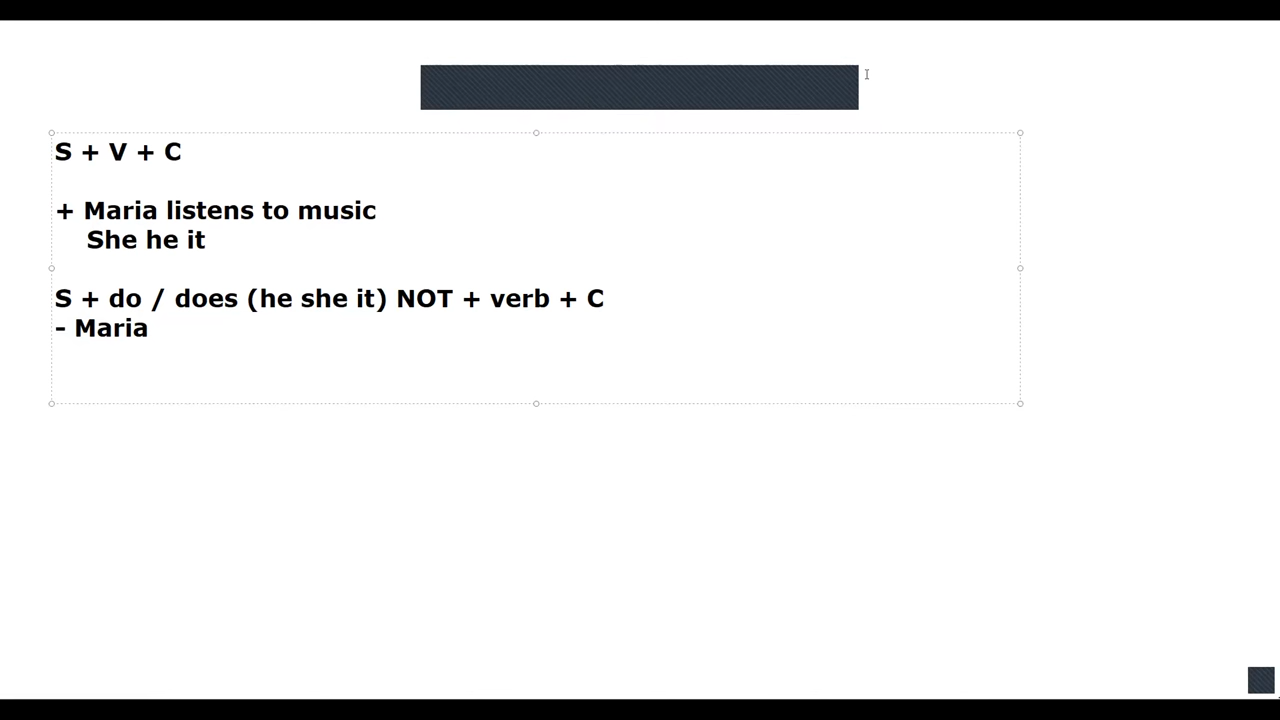 S + V + C
+ Maria listens to music
She he it
S + do / does (he she it) NOT + verb + C
- Maria